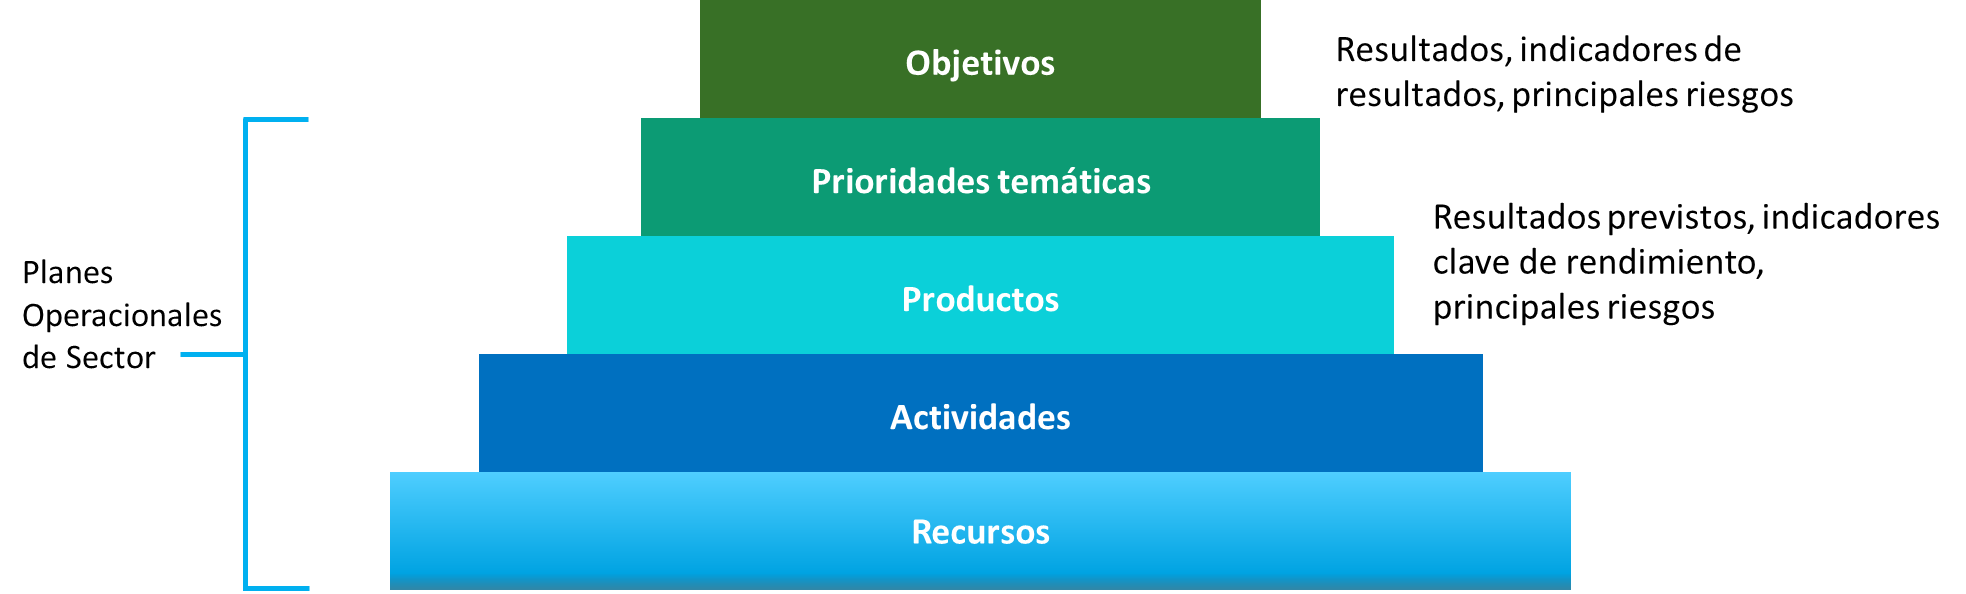 Objetivos
Resultados, indicadores de
resultados, principales riesgos
Prioridades temáticas
Resultados previstos, indicadores
clave de rendimiento,
principales riesgos
Productos
Planes
Operacionales
de Sector
Actividades
Recursos